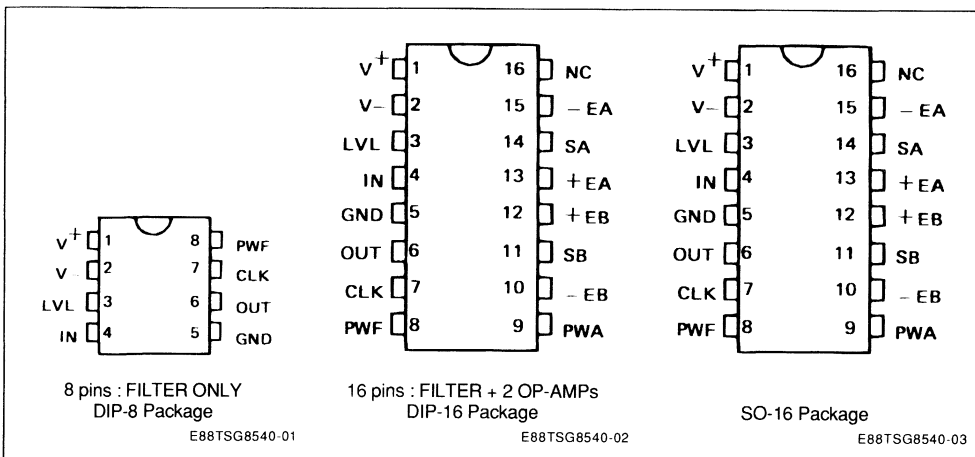 V+ 1 8 PWF
V- 2 7 CLK
LVL 3 6 OUT
IN 4 5 GND
8 pins : FILTER ONLY
DIP-8 Package
E88TSG8540-01
V+ 1 16 NC
V- 2 15 -EA
LVL 3 14 SA
IN 4 13 +EA
GND 5 12 +EB
OUT 6 11 SB
CLK 7 10 -EB
PWF 8 9 PWA
16 pins : FILTER + 2 OP-AMPs
DIP-16 Package
E88TSG8540-02
V+ 1 16 NC
V- 2 15 -EA
LVL 3 14 SA
IN 4 13 +EA
GND 5 12 +EB
OUT 6 11 SB
CLK 7 10 -EB
PWF 8 9 PWA
SO-16 Package
E88TSG8540-03